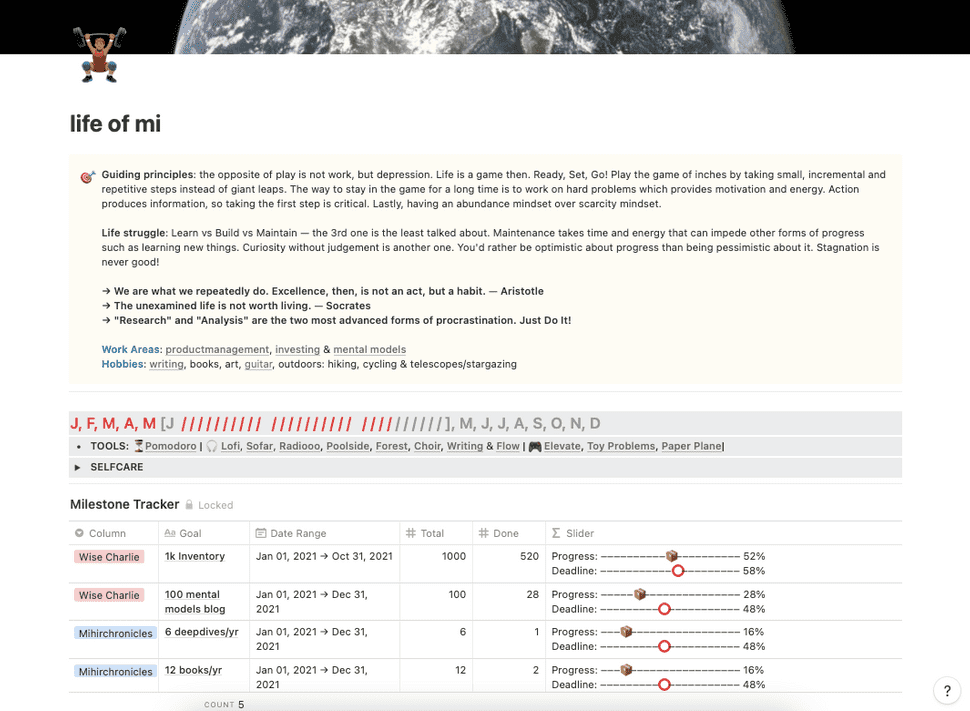 life of mi
Guiding principles: the opposite of play is not work, but depression. Life is a game then. Ready, Set, Go! Play the game of inches by taking small, incremental and
repetitive steps instead of giant leaps. The way to stay in the game for a long time is to work on hard problems which provides motivation and energy. Action
produces information, so taking the first step is critical. Lastly, having an abundance mindset over scarcity mindset.
Life struggle: Learn vs Build vs Maintain — the 3rd one is the least talked about. Maintenance takes time and energy that can impede other forms of progress
such as learning new things. Curiosity without judgement is another one. You'd rather be optimistic about progress than being pessimistic about it. Stagnation is
never good!
→ We are what we repeatedly do. Excellence, then, is not an act, but a habit. — Aristotle
→ The unexamined life is not worth living. — Socrates
→ "Research" and "Analysis" are the two most advanced forms of procrastination. Just Do It!
Work Areas: productmanagement, investing & mental models
Hobbies: writing, books, art, guitar, outdoors: hiking, cycling & telescopes/stargazing
J, F, M, A, M [J ////////// ////////// //////////], M, J, J, A, S, O, N, D
• TOOLS: ⏳Pomodoro | 🎧 Lofi, Sofar, Radiooo, Poolside, Forest, Choir, Writing & Flow | 🎮 Elevate, Toy Problems, Paper Plane|
▶ SELFCARE
Milestone Tracker 🔒 Locked
Column Aa Goal Date Range # Total # Done Σ Slider
Wise Charlie 1k Inventory Jan 01, 2021 → Oct 31, 2021 1000 520 Progress: –––––––––––📦––––––––––– 52%
Deadline: ––––––––––––⭕–––––––––– 58%
Wise Charlie 100 mental Jan 01, 2021 → Dec 31, 100 28 Progress: ––––––📦–––––––––––––––– 28%
models blog 2021 Deadline: ––––––––––⭕–––––––––––– 48%
Mihirchronicles 6 deepdives/yr Jan 01, 2021 → Dec 31, 6 1 Progress: ––––📦–––––––––––––––––– 16%
2021 Deadline: ––––––––––⭕–––––––––––– 48%
Mihirchronicles 12 books/yr Jan 01, 2021 → Dec 31, 12 2 Progress: ––––📦–––––––––––––––––– 16%
2021 Deadline: ––––––––––⭕–––––––––––– 48%
COUNT 5
?